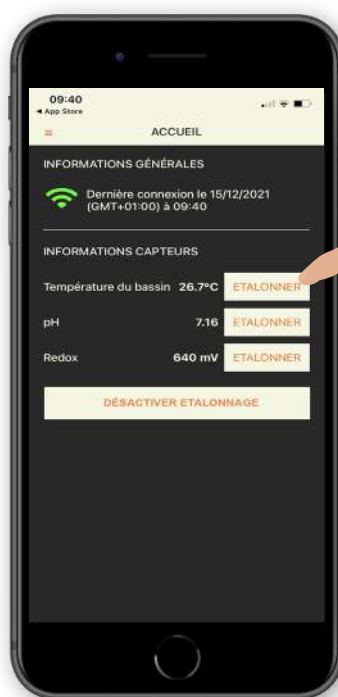 09:40
◀ App Store
ACCUEIL
INFORMATIONS GÉNÉRALES
Dernière connexion le 15/12/2021
(GMT+01:00) à 09:40
INFORMATIONS CAPTEURS
Température du bassin 26.7°C ETALONNER
pH 7.16 ETALONNER
Redox 640 mV ETALONNER
DÉSACTIVER ETALONNAGE